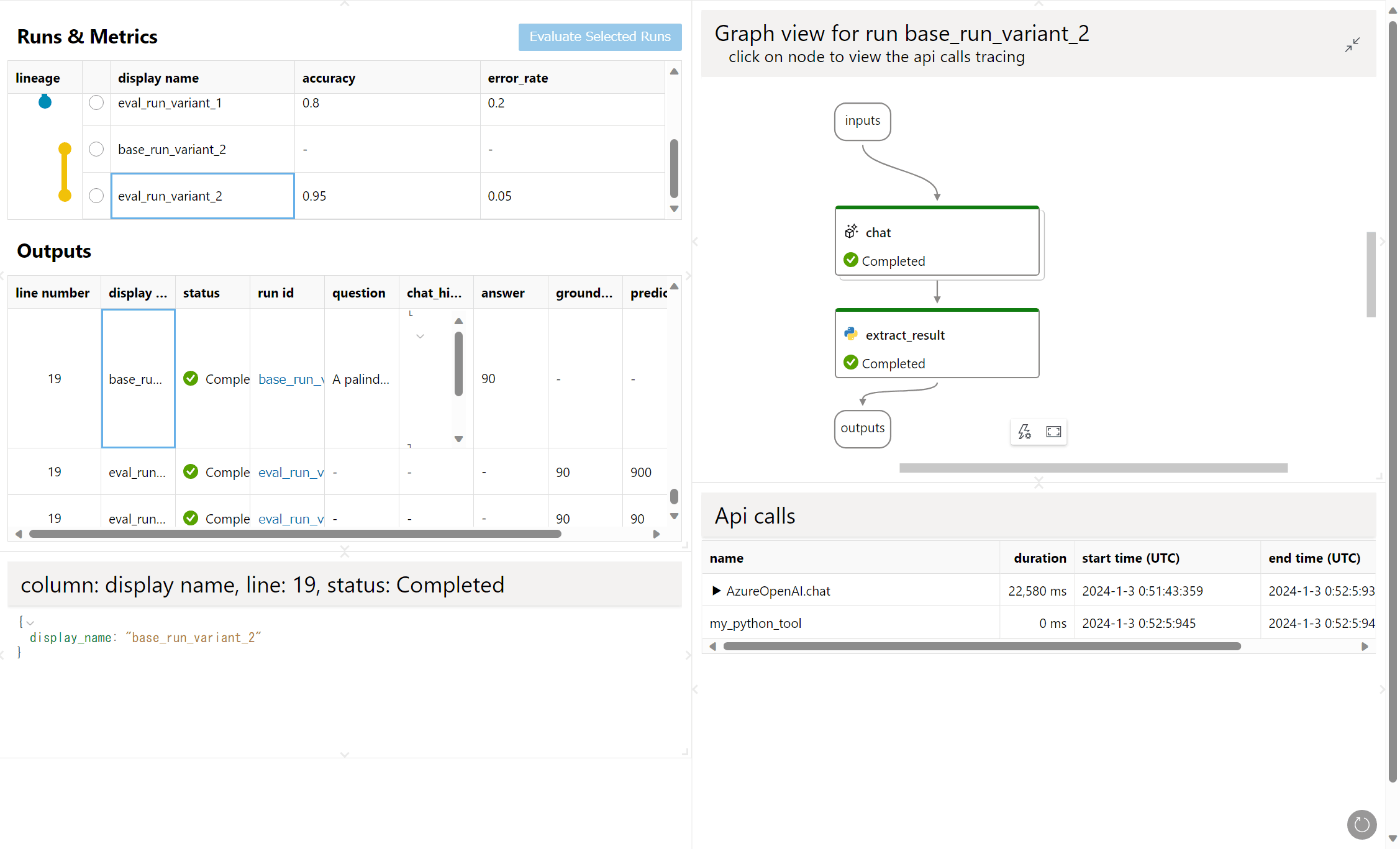 Runs & Metrics
Evaluate Selected Runs
lineage display name accuracy error_rate
eval_run_variant_1 0.8 0.2
base_run_variant_2 - -
eval_run_variant_2 0.95 0.05
Outputs
line number display ... status run id question chat_hi... answer ground... predic
19 base_ru... Comple base_run_v A palind... 90 - -
19 eval_run... Comple eval_run_v - - - 90 900
19 eval_run... Comple eval_run_v - - - 90 90
column: display name, line: 19, status: Completed
{
display_name: "base_run_variant_2"
}
Graph view for run base_run_variant_2
click on node to view the api calls tracing
inputs
chat
Completed
extract_result
Completed
outputs
Api calls
name duration start time (UTC) end time (UTC)
AzureOpenAI.chat 22,580 ms 2024-1-3 0:51:43:359 2024-1-3 0:52:5:93
my_python_tool 0 ms 2024-1-3 0:52:5:945 2024-1-3 0:52:5:94